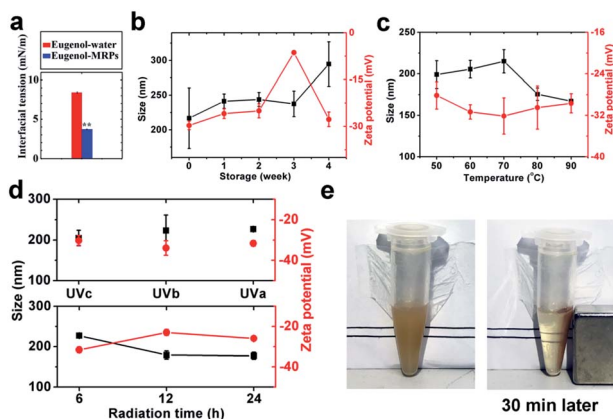 a
Eugenol-water
Eugenol-MRPs
Interfacial tension (mN/m)
10
5
0
**
b
Size (nm)
300
250
200
0
-15
-30
Zeta potential (mV)
0 1 2 3 4
Storage (week)
c
Size (nm)
250
200
150
100
-16
-20
-24
-28
-32
-36
-40
Zeta potential (mV)
50 60 70 80 90
Temperature (°C)
d
Size (nm)
300
200
100
-20
-40
UVc UVb UVa
300
200
100
-20
-40
Zeta potential (mV)
6 12 24
Radiation time (h)
e
30 min later